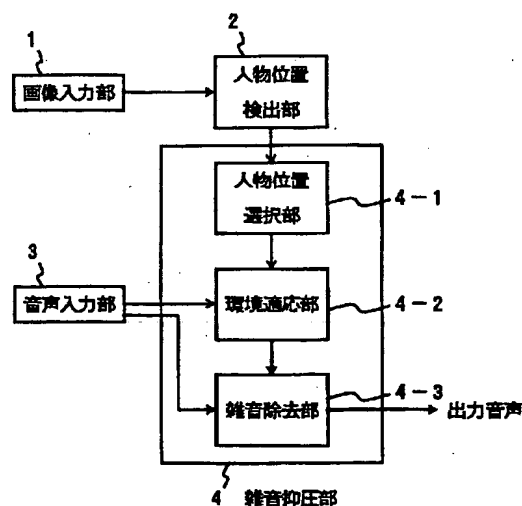 1
画像入力部
2
人物位置
検出部
人物位置
選択部
4-1
3
音声入力部
環境適応部
4-2
雑音除去部
4-3
出力音声
4 雑音抑圧部